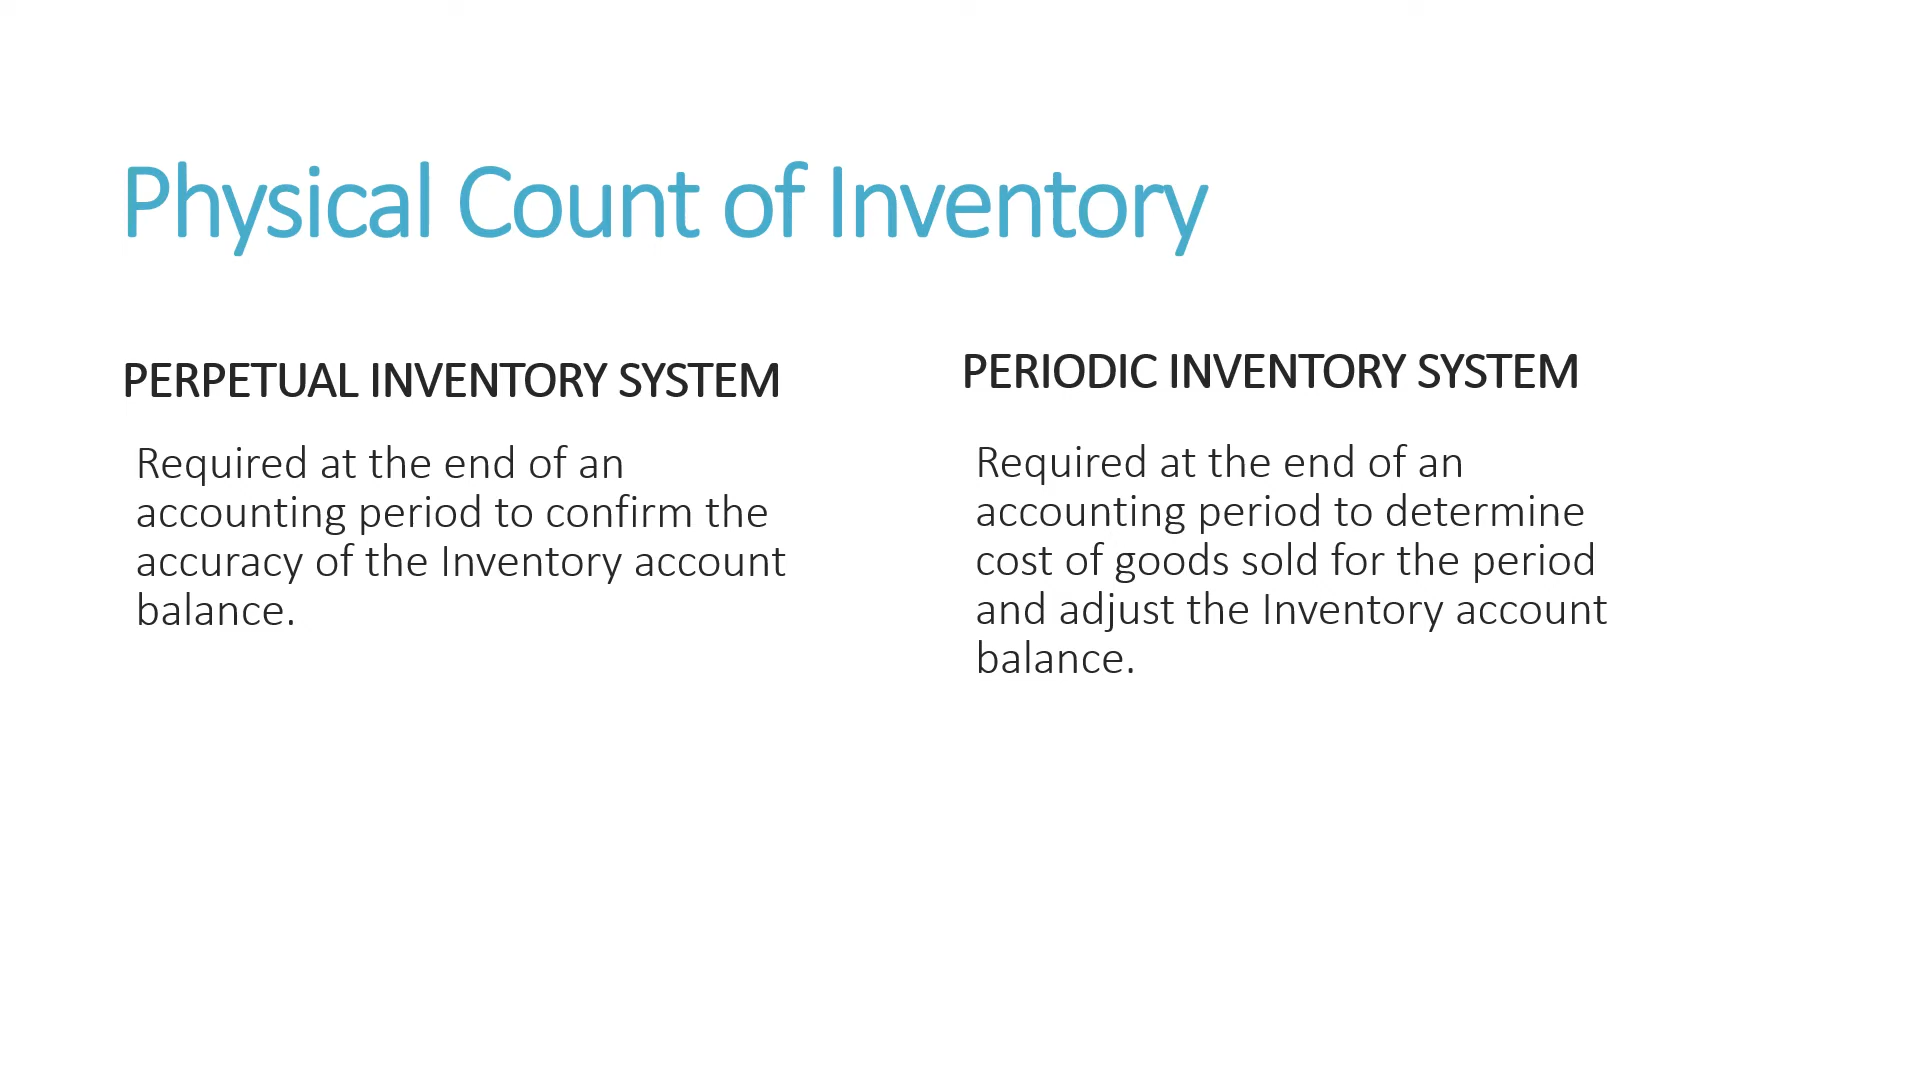 Physical Count of Inventory
PERPETUAL INVENTORY SYSTEM
Required at the end of an
accounting period to confirm the
accuracy of the Inventory account
balance.
PERIODIC INVENTORY SYSTEM
Required at the end of an
accounting period to determine
cost of goods sold for the period
and adjust the Inventory account
balance.